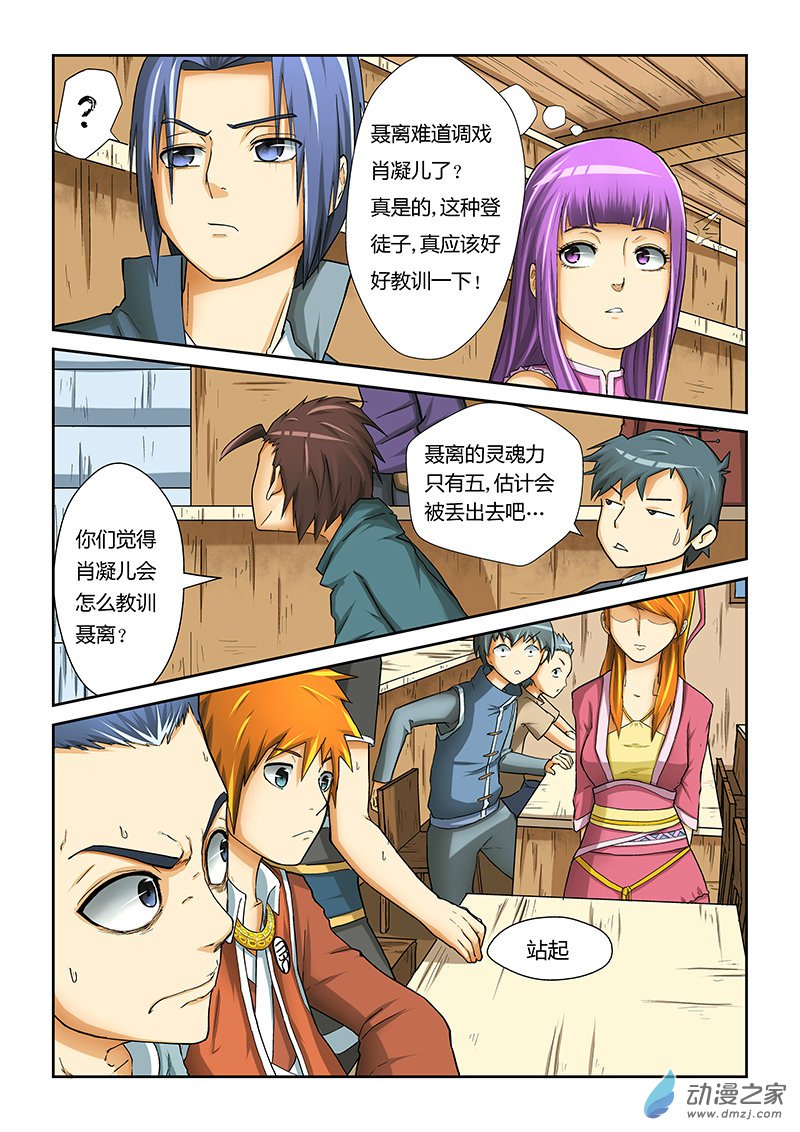 ?
聂离难道调戏
肖凝儿了？
真是的，这种登
徒子，真应该好
好教训一下！
聂离的灵魂力
只有五，估计会
被丢出去吧…
你们觉得
肖凝儿会
怎么教训
聂离？
站起
动漫之家
www.dmzj.com